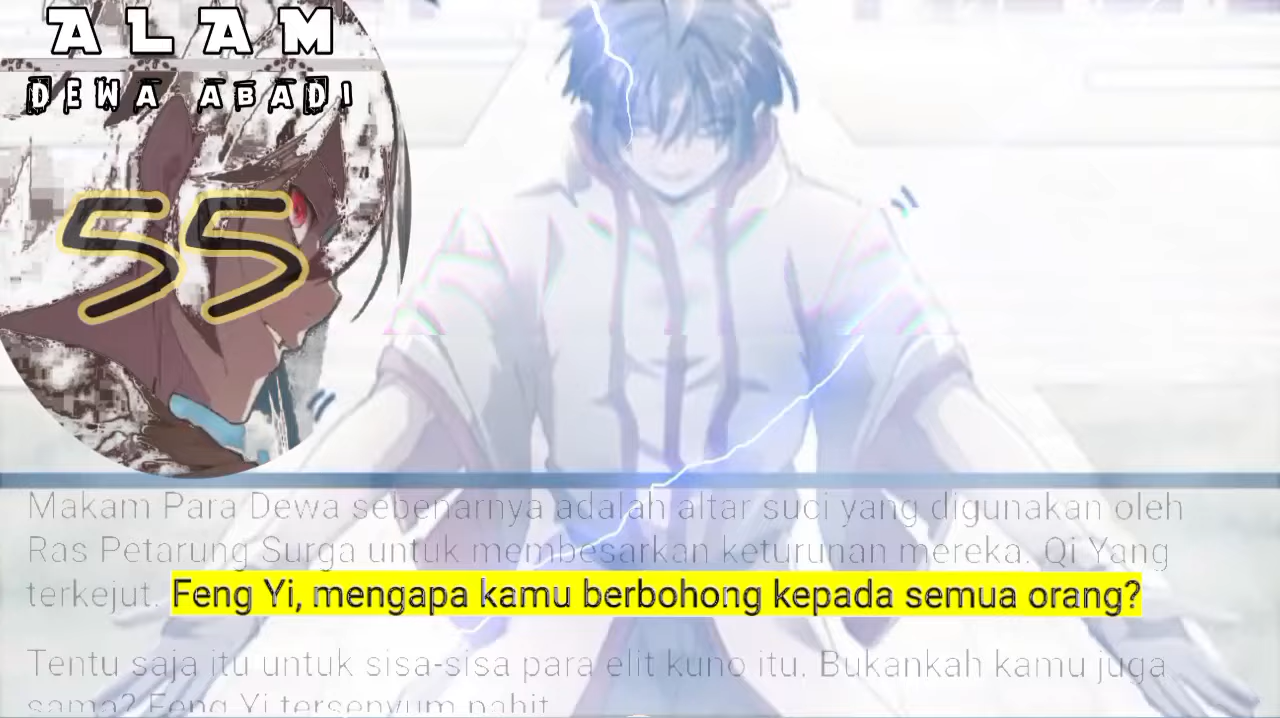 ALAM
DEWA ABADI
55
Makam Para Dewa sebenarnya adalah altar suci yang digunakan oleh
Ras Petarung Surga untuk membesarkan keturunan mereka. Qi Yang
terkejut. Feng Yi, mengapa kamu berbohong kepada semua orang?
Tentu saja itu untuk sisa-sisa para elit kuno itu. Bukankah kamu juga
sama? Feng Yi tersenyum pahit